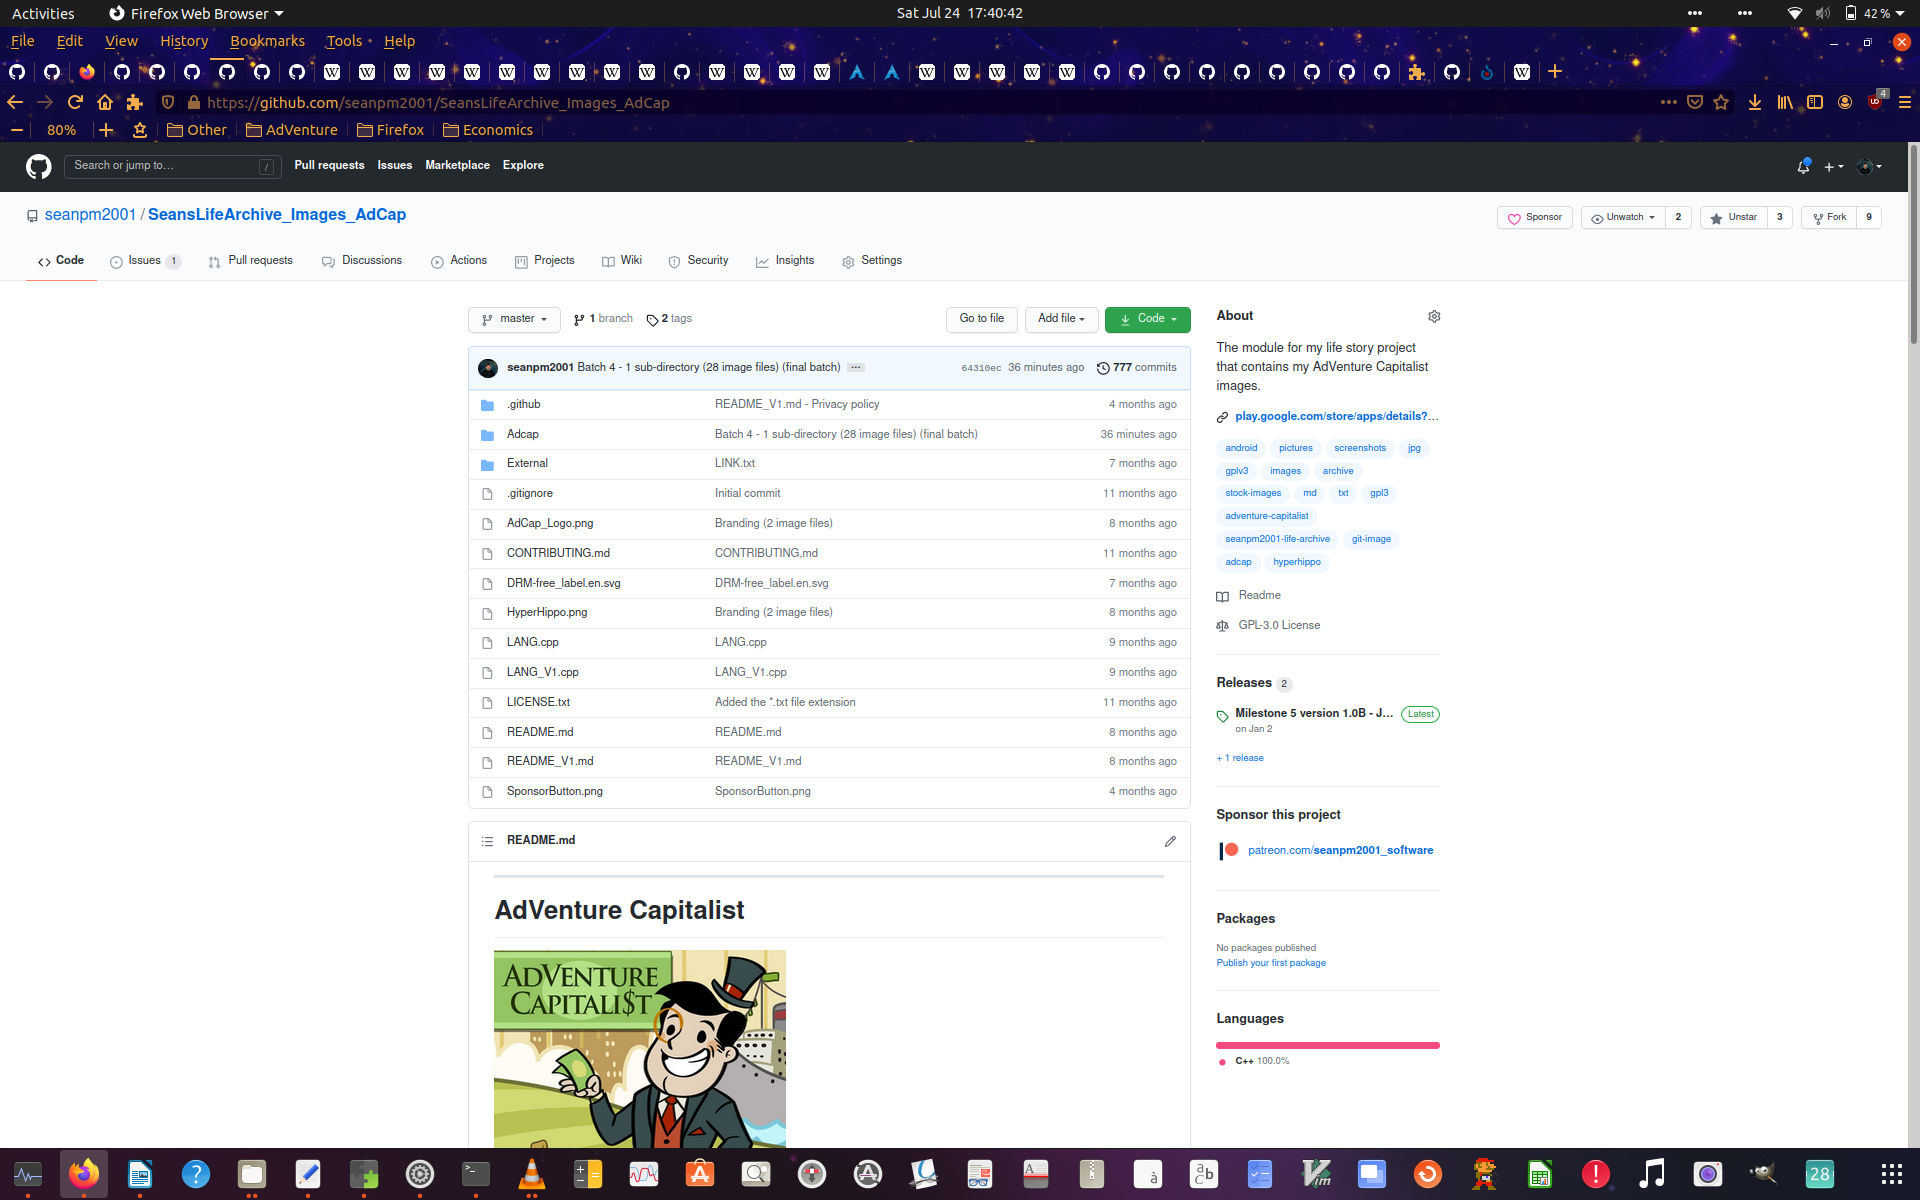 Activities Firefox Web Browser Sat Jul 24 17:40:42 42 %
File Edit View History Bookmarks Tools Help
https://github.com/seanpm2001/SeansLifeArchive_Images_AdCap 4
80% Other AdVenture Firefox Economics
Search or jump to... / Pull requests Issues Marketplace Explore
seanpm2001 / SeansLifeArchive_Images_AdCap Sponsor Unwatch 2 Unstar 3 Fork 9
Code Issues 1 Pull requests Discussions Actions Projects Wiki Security Insights Settings
master 1 branch 2 tags Go to file Add file Code
seanpm2001 Batch 4 - 1 sub-directory (28 image files) (final batch) ... 64310ec 36 minutes ago 777 commits
.github README_V1.md - Privacy policy 4 months ago
Adcap Batch 4 - 1 sub-directory (28 image files) (final batch) 36 minutes ago
External LINK.txt 7 months ago
.gitignore Initial commit 11 months ago
AdCap_Logo.png Branding (2 image files) 8 months ago
CONTRIBUTING.md CONTRIBUTING,md 11 months ago
DRM-free_label.en.svg DRM-free_label.en.svg 7 months ago
HyperHippo.png Branding (2 image files) 8 months ago
LANG.cpp LANG.cpp 9 months ago
LANG_V1.cpp LANG_V1.cpp 9 months ago
LICENSE.txt Added the *.txt file extension 11 months ago
README.md README.md 8 months ago
README_V1.md README_V1.md 8 months ago
SponsorButton.png SponsorButton.png 4 months ago
README.md
AdVenture Capitalist
ADVENTURE
CAPITALI$T
About
The module for my life story project
that contains my AdVenture Capitalist
images.
play.google.com/store/apps/details?...
android pictures screenshots jpg
gplv3 images archive
stock-images md txt gpl3
adventure-capitalist
seanpm2001-life-archive git-image
adcap hyperhippo
Readme
GPL-3.0 License
Releases 2
Milestone 5 version 1.0B - J... Latest
on Jan 2
+ 1 release
Sponsor this project
patreon.com/seanpm2001_software
Packages
No packages published
Publish your first package
Languages
C++ 100.0%
28